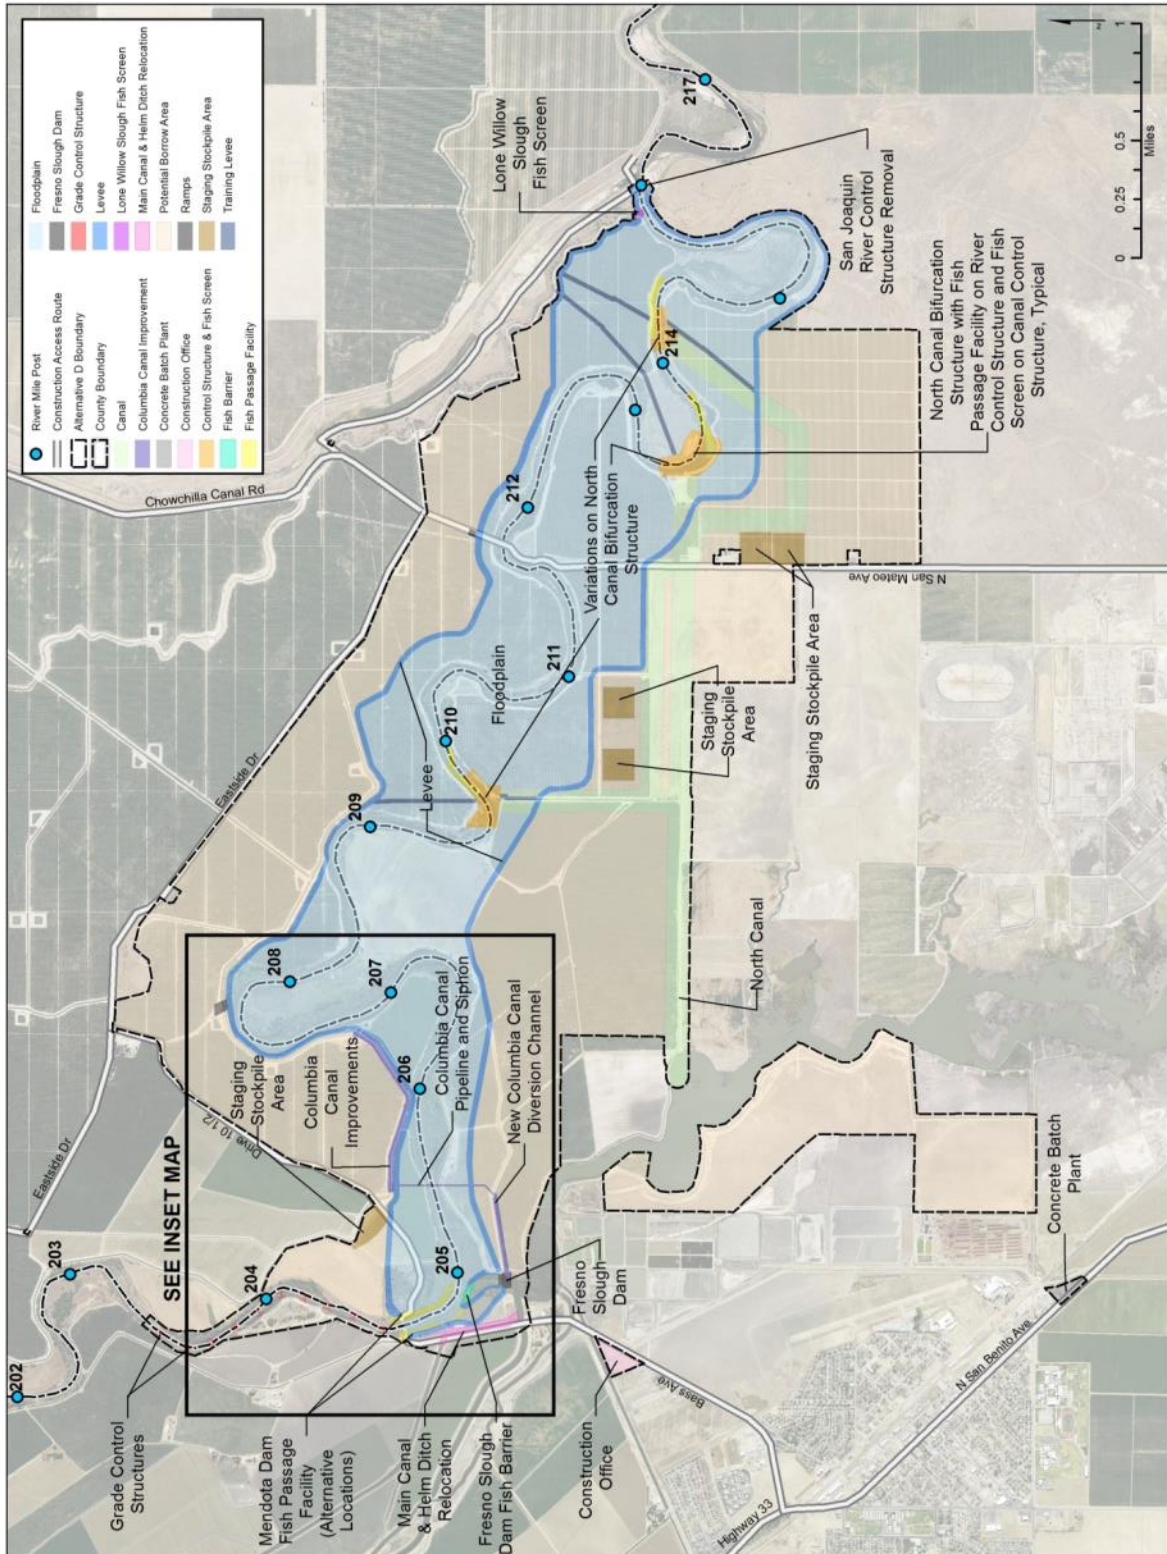 River Mile Post
Construction Access Route
Alternative D Boundary
County Boundary
Canal
Columbia Canal Improvement
Concrete Batch Plant
Construction Office
Control Structure & Fish Screen
Fish Barrier
Fish Passage Facility
Floodplain
Fresno Slough Dam
Grade Control Structure
Levee
Lone Willow Slough Fish Screen
Main Canal & Helm Ditch Relocation
Potential Borrow Area
Ramps
Staging Stockpile Area
Training Levee
SEE INSET MAP
202
203
204
205
206
207
208
209
210
211
212
214
217
Eastside Dr
Eastside Dr
Drive 10 1/2
Chowchilla Canal Rd
N San Mateo Ave
Bass Ave
N San Benito Ave
Highway 33
Grade Control
Structures
Mendota Dam
Fish Passage
Facility
(Alternative
Locations)
Main Canal
& Helm Ditch
Relocation
Fresno Slough
Dam Fish Barrier
Construction
Office
Staging
Stockpile
Area
Columbia
Canal
Improvements
Columbia Canal
Pipeline and Siphon
New Columbia Canal
Diversion Channel
Fresno
Slough
Dam
Concrete Batch
Plant
North Canal
Levee
Floodplain
Staging
Stockpile
Area
Staging Stockpile Area
Variations on North
Canal Bifurcation
Structure
Lone Willow
Slough
Fish Screen
San Joaquin
River Control
Structure Removal
North Canal Bifurcation
Structure with Fish
Passage Facility on River
Control Structure and Fish
Screen on Canal Control
Structure, Typical
0 0.25 0.5 1
Miles